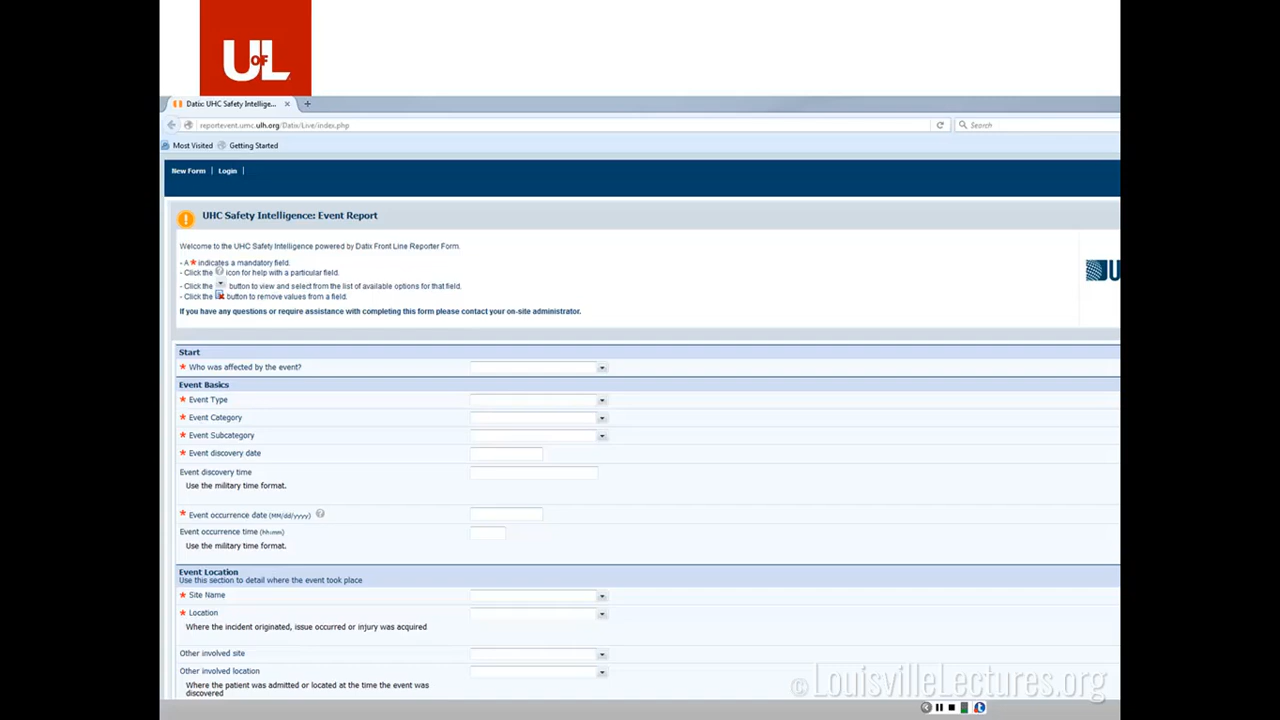 UofL
Datix: UHC Safety Intellige...
reportevent.umc.ulh.org/Datix/Live/index.php
Search
Most Visited Getting Started
New Form | Login |
UHC Safety Intelligence: Event Report
Welcome to the UHC Safety Intelligence powered by Datix Front Line Reporter Form.
- A * indicates a mandatory field.
- Click the ? icon for help with a particular field.
- Click the button to view and select from the list of available options for that field.
- Click the button to remove values from a field.
If you have any questions or require assistance with completing this form please contact your on-site administrator.
U
Start
* Who was affected by the event?
Event Basics
* Event Type
* Event Category
* Event Subcategory
* Event discovery date
Event discovery time
Use the military time format.
* Event occurrence date (MM/dd/yyyy) ?
Event occurrence time (hh:mm)
Use the military time format.
Event Location
Use this section to detail where the event took place
* Site Name
* Location
Where the incident originated, issue occurred or injury was acquired
Other involved site
Other involved location
Where the patient was admitted or located at the time the event was
discovered
©LouisvilleLectures.org